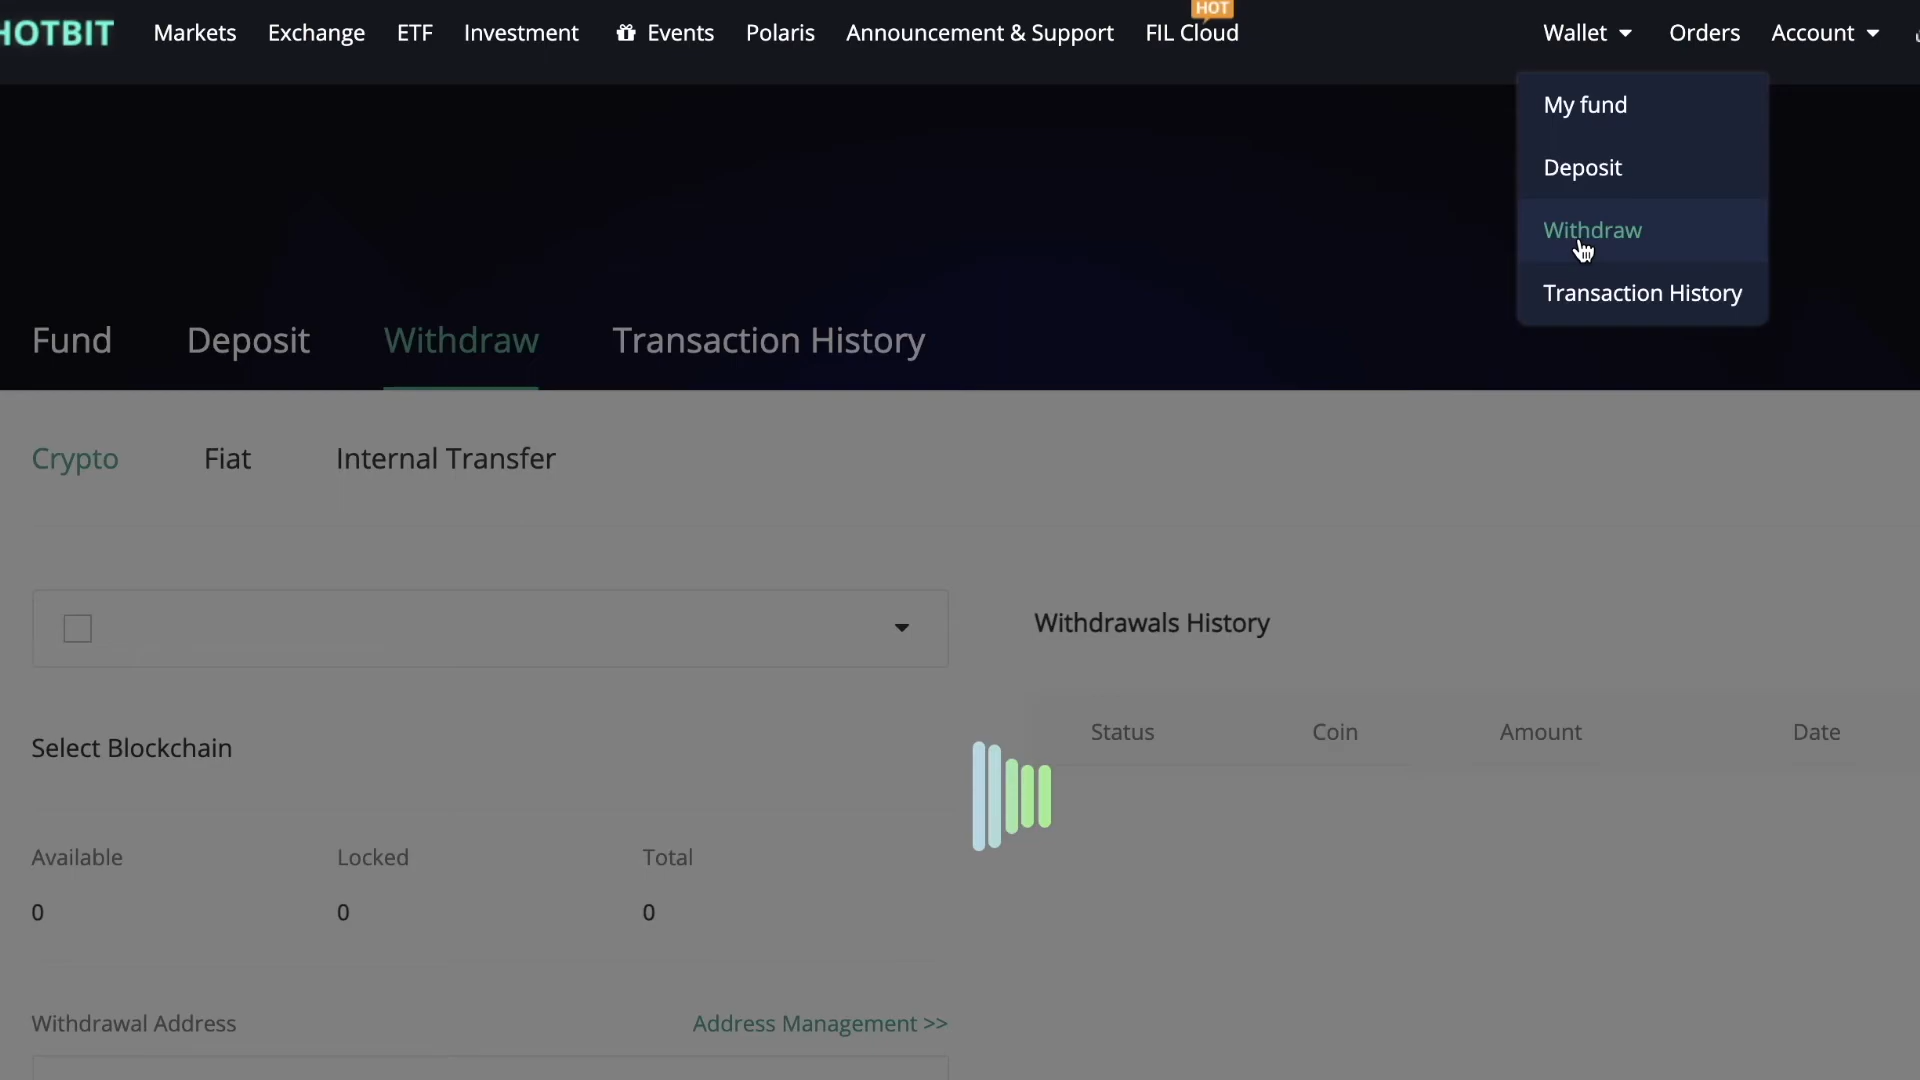 HOTBIT Markets Exchange ETF Investment Events Polaris Announcement & Support FIL Cloud HOT Wallet Orders Account
My fund
Deposit
Withdraw
Transaction History
Fund Deposit Withdraw Transaction History
Crypto Fiat Internal Transfer
Withdrawals History
Status Coin Amount Date
Select Blockchain
Available Locked Total
0 0 0
Withdrawal Address Address Management >>